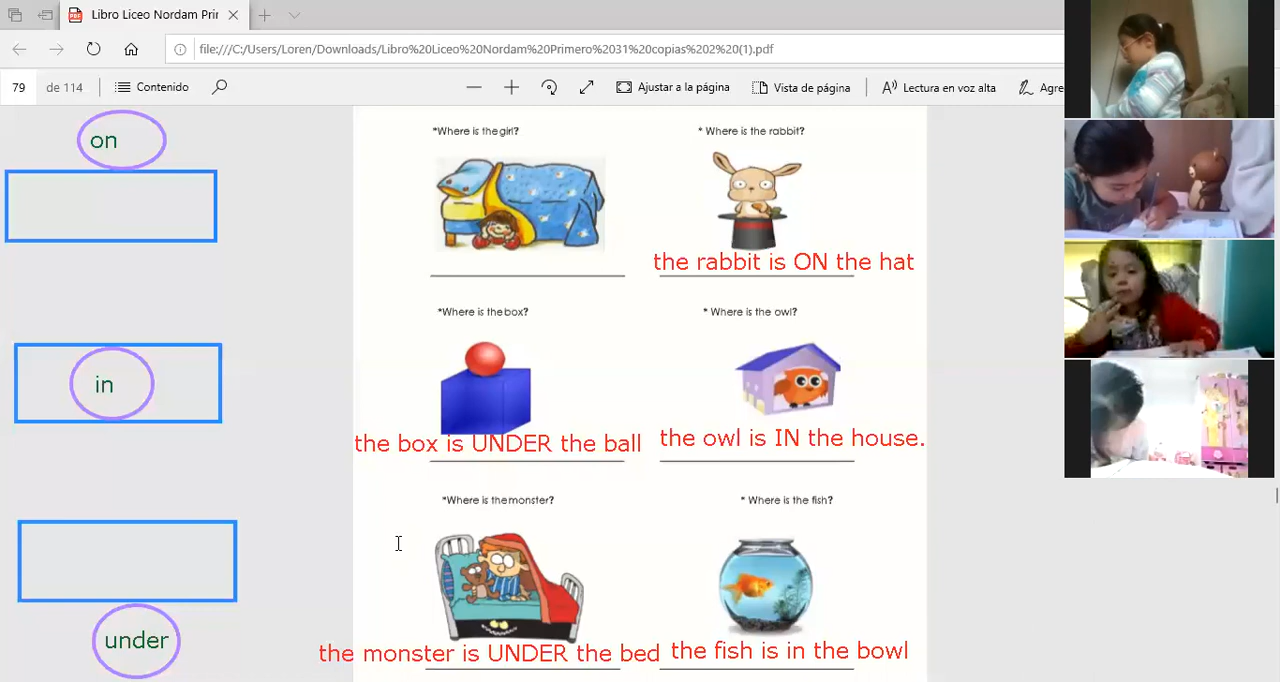 Libro Liceo Nordam Prir
file:///C:/Users/Loren/Downloads/Libro%20Liceo%20Nordam%20Primero%2031%20copias%202%20(1).pdf
79 de 114 Contenido Ajustar a la página Vista de página Lectura en voz alta Agre
on
in
under
*Where is the girl?
* Where is the rabbit?
the rabbit is ON the hat
*Where is the box?
* Where is the owl?
the box is UNDER the ball
the owl is IN the house.
*Where is the monster?
* Where is the fish?
the monster is UNDER the bed
the fish is in the bowl